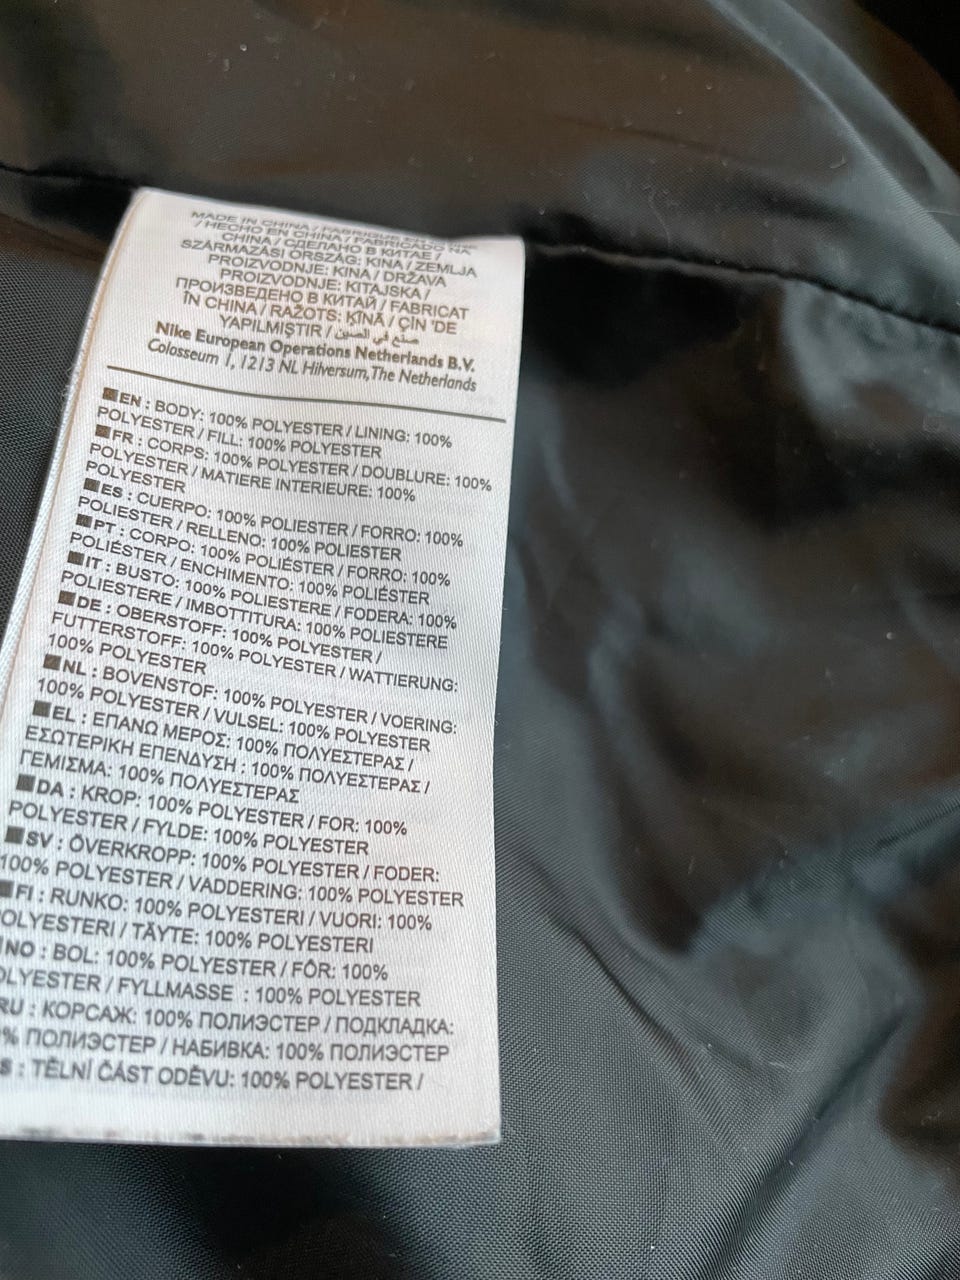 MADE IN CHINA / FABRIQUÉ
/ HECHO EN CHINA / FABRICADO NA
CHINA / СДЕЛАНО В КИТАЕ /
SZÁRMAZÁSI ORSZÁG: KÍNA / ZEMLJA
PROIZVODNJE: KINA / DRŽAVA
PROIZVODNJE: KITAJSKA /
ПРОИЗВЕДЕНО В КИТАЙ / FABRICAT
ÎN CHINA / RAŽOTS: ĶĪNĀ / ÇİN 'DE
YAPILMIŞTIR / صنع في الصين
Nike European Operations Netherlands B.V.
Colosseum 1, 1213 NL Hilversum, The Netherlands
EN : BODY: 100% POLYESTER / LINING: 100%
POLYESTER / FILL: 100% POLYESTER
FR : CORPS: 100% POLYESTER / DOUBLURE: 100%
POLYESTER / MATIERE INTERIEURE: 100%
POLYESTER
ES : CUERPO: 100% POLIESTER / FORRO: 100%
POLIESTER / RELLENO: 100% POLIESTER
PT : CORPO: 100% POLIÉSTER / FORRO: 100%
POLIÉSTER / ENCHIMENTO: 100% POLIÉSTER
IT : BUSTO: 100% POLIESTERE / FODERA: 100%
POLIESTERE / IMBOTTITURA: 100% POLIESTERE
DE : OBERSTOFF: 100% POLYESTER /
FUTTERSTOFF: 100% POLYESTER / WATTIERUNG:
100% POLYESTER
NL : BOVENSTOF: 100% POLYESTER / VOERING:
100% POLYESTER / VULSEL: 100% POLYESTER
EL : ΕΠΑΝΩ ΜΕΡΟΣ: 100% ΠΟΛΥΕΣΤΕΡΑΣ /
ΕΣΩΤΕΡΙΚΗ ΕΠΕΝΔΥΣΗ : 100% ΠΟΛΥΕΣΤΕΡΑΣ /
ΓΕΜΙΣΜΑ: 100% ΠΟΛΥΕΣΤΕΡΑΣ
DA : KROP: 100% POLYESTER / FOR: 100%
POLYESTER / FYLDE: 100% POLYESTER
SV : ÖVERKROPP: 100% POLYESTER / FODER:
100% POLYESTER / VADDERING: 100% POLYESTER
FI : RUNKO: 100% POLYESTERI / VUORI: 100%
OLYESTERI / TÄYTE: 100% POLYESTERI
NO : BOL: 100% POLYESTER / FÔR: 100%
OLYESTER / FYLLMASSE : 100% POLYESTER
RU : КОРСАЖ: 100% ПОЛИЭСТЕР / ПОДКЛАДКА:
% ПОЛИЭСТЕР / НАБИВКА: 100% ПОЛИЭСТЕР
S : TĚLNÍ ČÁST ODĚVU: 100% POLYESTER /